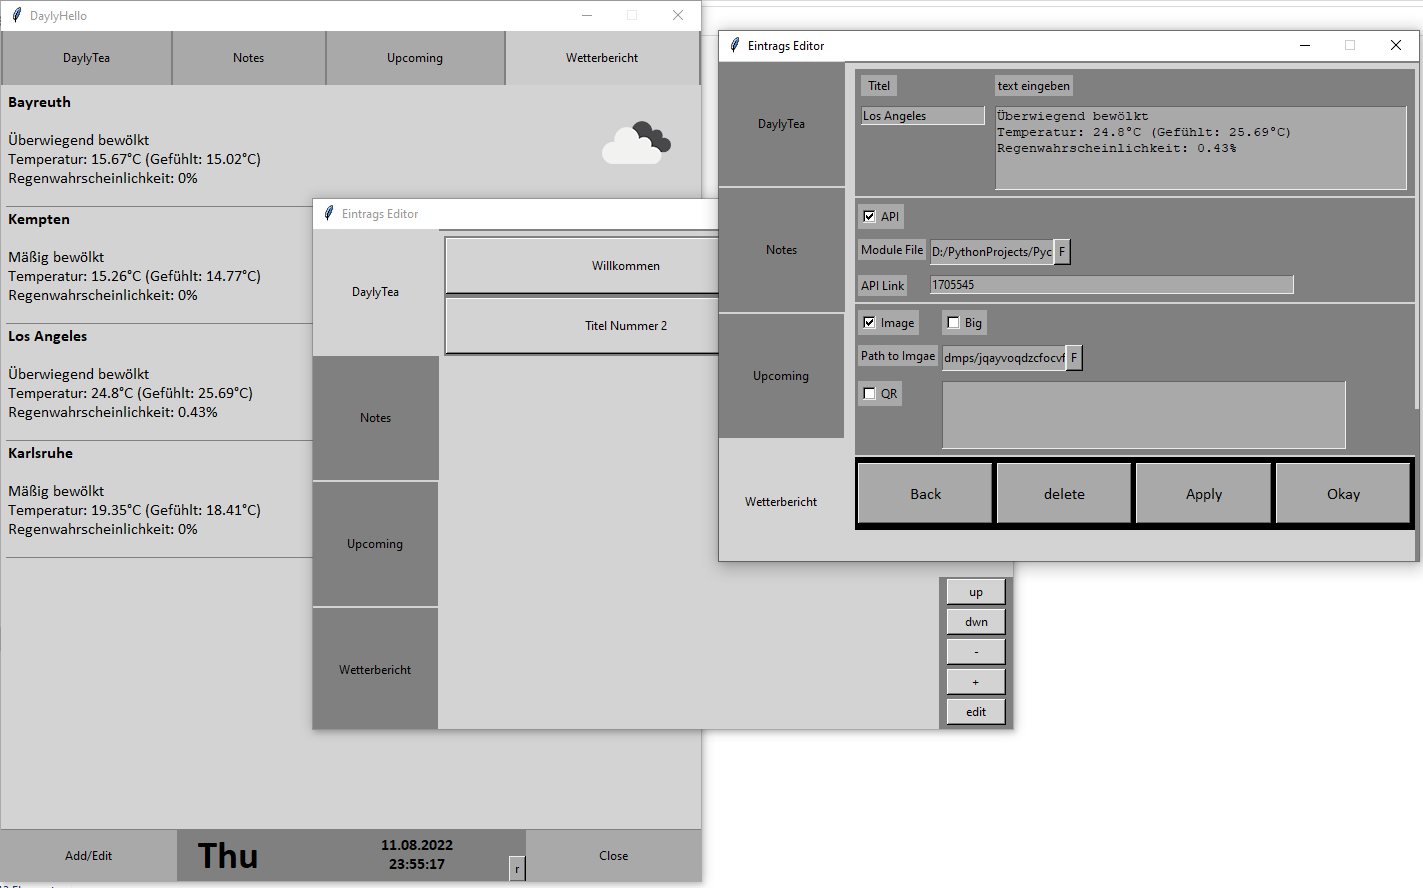 DaylyHello
DaylyTea
Notes
Upcoming
Wetterbericht
Bayreuth
Überwiegend bewölkt
Temperatur: 15.67°C (Gefühlt: 15.02°C)
Regenwahrscheinlichkeit: 0%
Kempten
Mäßig bewölkt
Temperatur: 15.26°C (Gefühlt: 14.77°C)
Regenwahrscheinlichkeit: 0%
Los Angeles
Überwiegend bewölkt
Temperatur: 24.8°C (Gefühlt: 25.69°C)
Regenwahrscheinlichkeit: 0.43%
Karlsruhe
Mäßig bewölkt
Temperatur: 19.35°C (Gefühlt: 18.41°C)
Regenwahrscheinlichkeit: 0%
Add/Edit
Thu
11.08.2022
23:55:17
r
Close
Eintrags Editor
DaylyTea
Notes
Upcoming
Wetterbericht
Willkommen
Titel Nummer 2
up
dwn
-
+
edit
Eintrags Editor
DaylyTea
Notes
Upcoming
Wetterbericht
Titel
text eingeben
Los Angeles
Überwiegend bewölkt
Temperatur: 24.8°C (Gefühlt: 25.69°C)
Regenwahrscheinlichkeit: 0.43%
API
Module File D:/PythonProjects/Pyc F
API Link 1705545
Image Big
Path to Imgae dmps/jqayvoqdzcfocvf F
QR
Back
delete
Apply
Okay